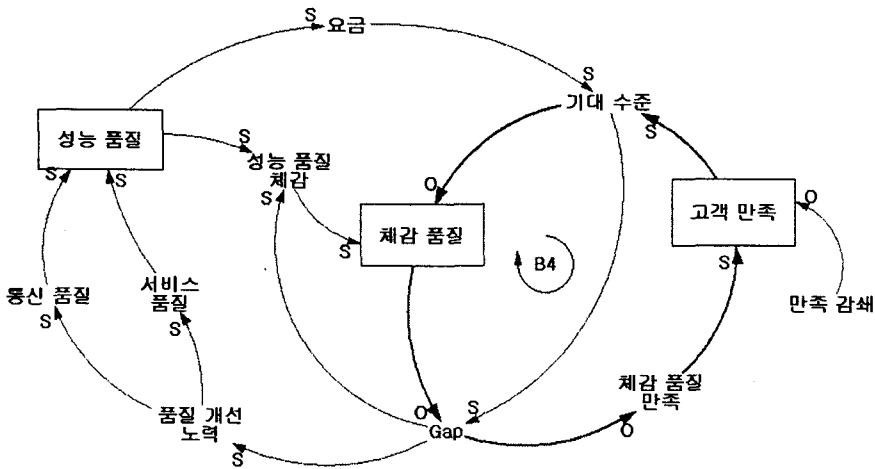 S
요금
S
기대 수준
S
성능 품질
S
성능 품질
체감
S
S
S
O
체감 품질
S
B4
고객 만족
O
S
통신 품질
S
서비스
품질
S
만족 감쇄
체감 품질
만족
O
품질 개선
노력
S
O
Gap
S